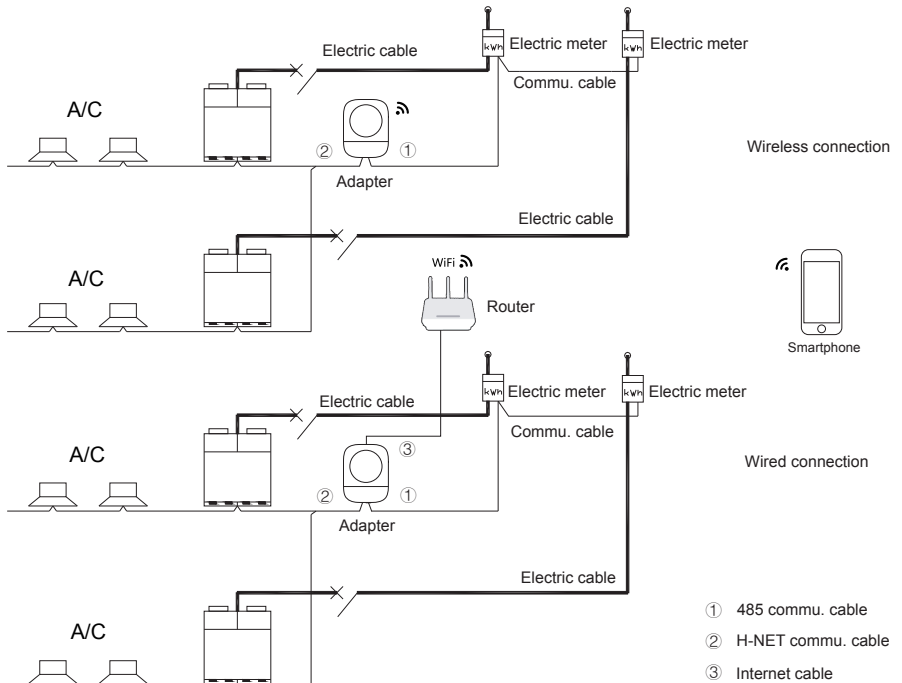 Electric cable
kWh
Electric meter
kWh
Electric meter
Commu. cable
A/C
②
①
Adapter
Wireless connection
Electric cable
WiFi
A/C
Router
Smartphone
kWh
Electric meter
kWh
Electric meter
Electric cable
Commu. cable
③
A/C
Wired connection
②
①
Adapter
Electric cable
① 485 commu. cable
A/C
② H-NET commu. cable
③ Internet cable